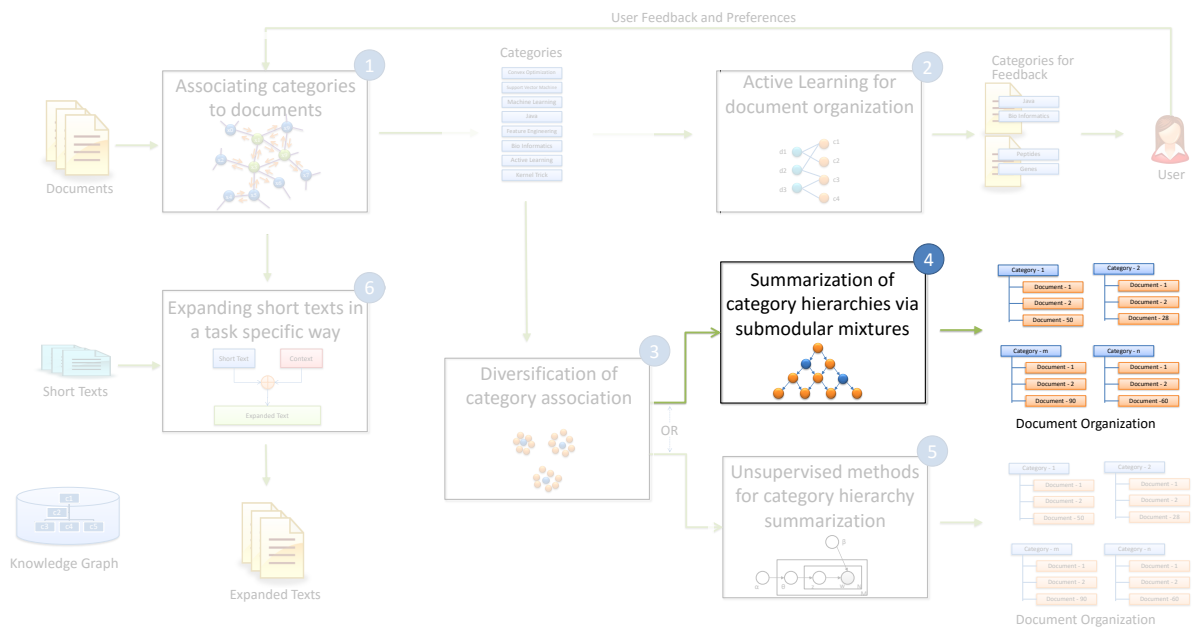 User Feedback and Preferences
1
Associating categories
to documents
Documents
Categories
Convex Optimization
Support Vector Machine
Machine Learning
Java
Feature Engineering
Bio Informatics
Active Learning
Kernel Trick
2
Active Learning for
document organization
d1
d2
d3
c1
c2
c3
c4
Categories for
Feedback
Java
Bio Informatics
Peptides
Genes
User
6
Expanding short texts in
a task specific way
Short Text
Context
Expanded Text
Short Texts
3
Diversification of
category association
OR
4
Summarization of
category hierarchies via
submodular mixtures
Category - 1
Document - 1
Document - 2
Document - 50
Category - 2
Document - 1
Document - 2
Document - 28
Category - m
Document - 1
Document - 2
Document - 90
Category - n
Document - 1
Document - 2
Document -60
Document Organization
5
Unsupervised methods
for category hierarchy
summarization
β
α
θ
Category - 1
Document - 1
Document - 2
Document - 50
Category - 2
Document - 1
Document - 2
Document - 28
Category - m
Document - 1
Document - 2
Document - 90
Category - n
Document - 1
Document - 2
Document -60
Document Organization
c1
c2
c3
c4
c5
Knowledge Graph
Expanded Texts